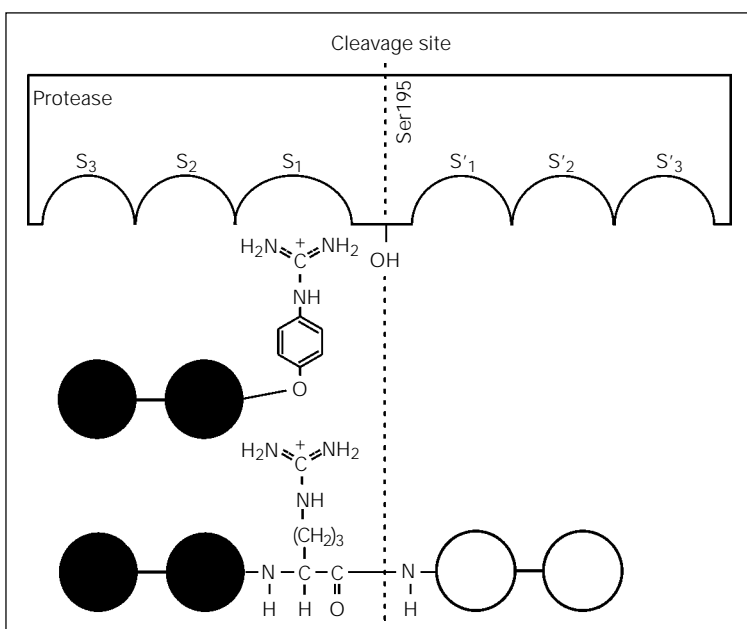 Cleavage site
Protease
Ser195
S₃ S₂ S₁ S'₁ S'₂ S'₃
OH
H₂N C + NH₂
NH
O
H₂N C + NH₂
NH
(CH₂)₃
N C C N
H H O H